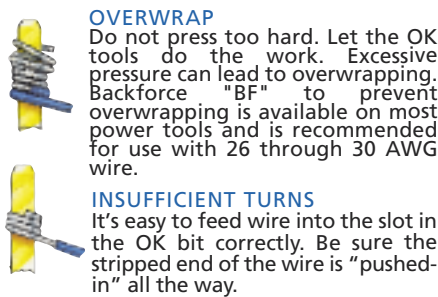 OVERWRAP
Do not press too hard. Let the OK
tools do the work. Excessive
pressure can lead to overwrapping.
Backforce "BF" to prevent
overwrapping is available on most
power tools and is recommended
for use with 26 through 30 AWG
wire.
INSUFFICIENT TURNS
It's easy to feed wire into the slot in
the OK bit correctly. Be sure the
stripped end of the wire is “pushed-
in” all the way.